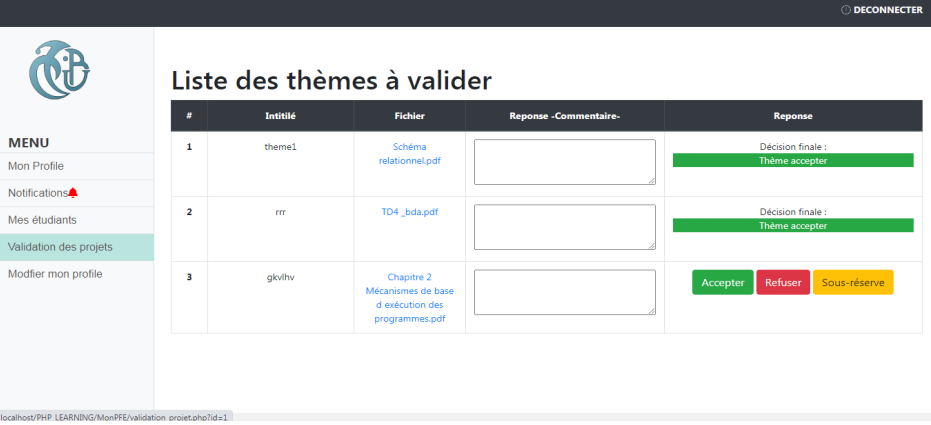 DECONNECTER
MENU
Mon Profile
Notifications
Mes étudiants
Validation des projets
Modfier mon profile
Liste des thèmes à valider
# Intitilé Fichier Reponse -Commentaire- Reponse
1 theme1 Schéma relationnel.pdf Décision finale :
Thème accepter
2 rrr TD4 _bda.pdf Décision finale :
Thème accepter
3 gkvlhv Chapitre 2 Accepter Refuser Sous-réserve
Mécanismes de base
d exécution des
programmes.pdf
localhost/PHP_LEARNING/MonPFE/validation_projet.php?id=1